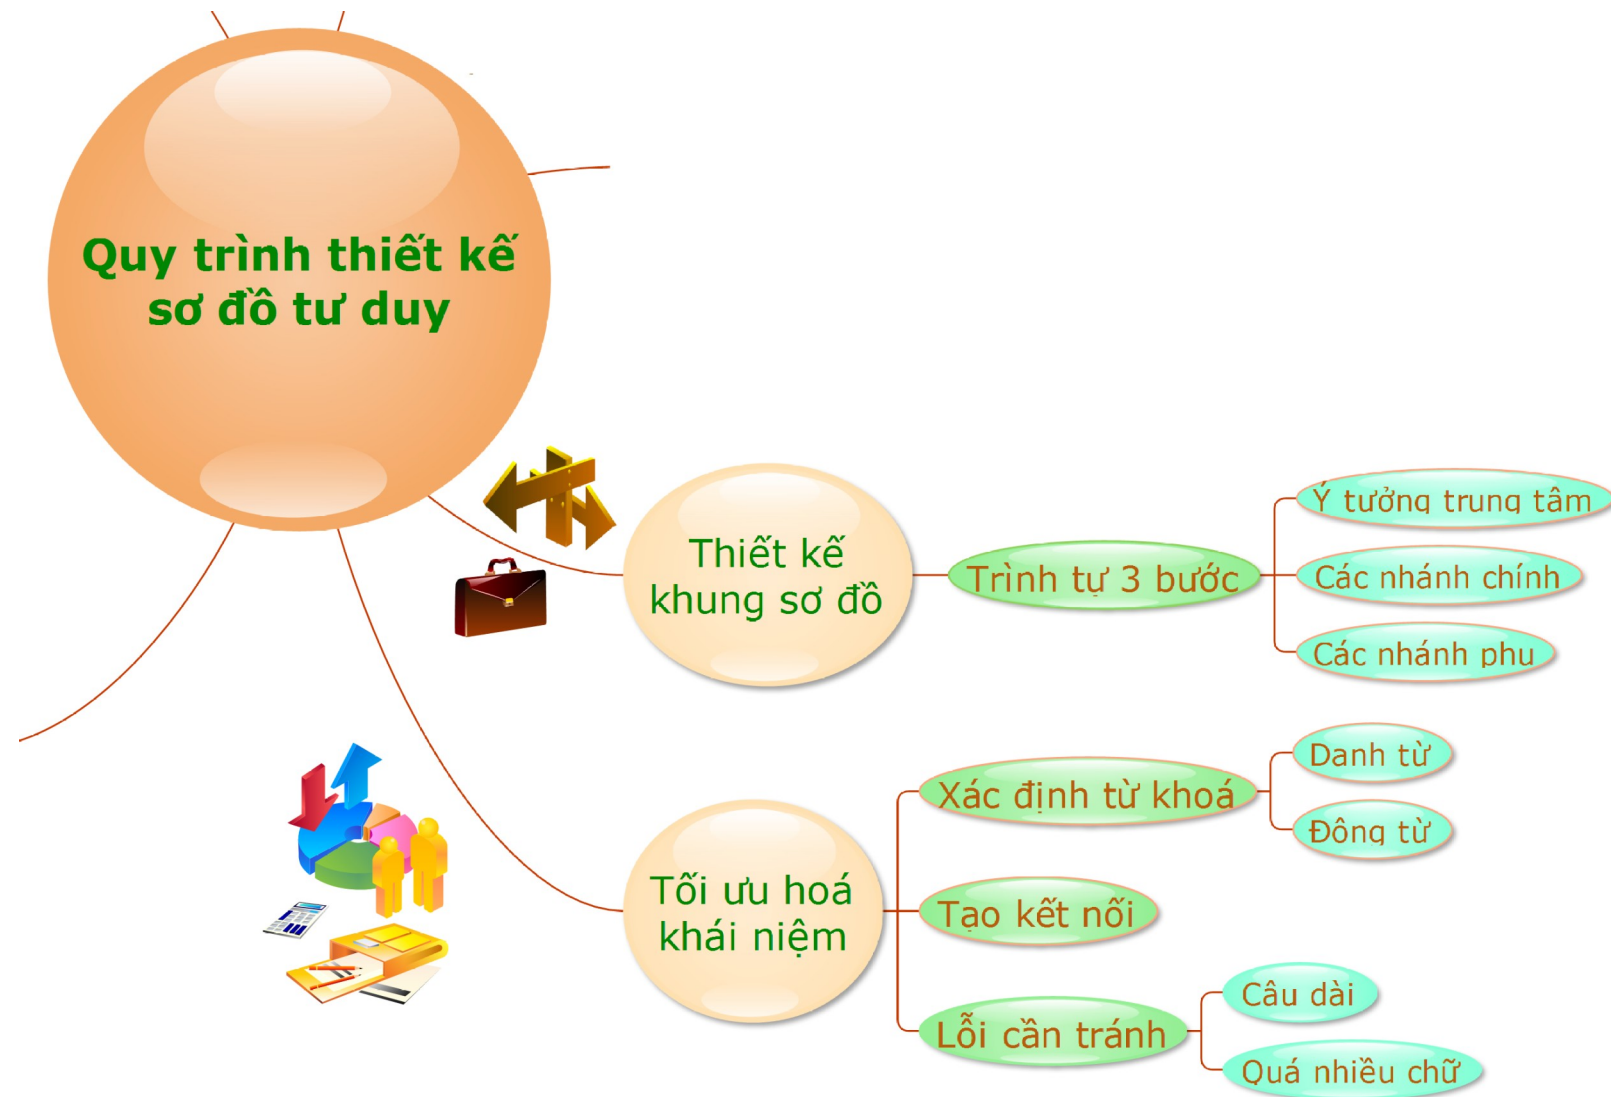 Quy trình thiết kế
sơ đồ tư duy
Thiết kế
khung sơ đồ
Trình tự 3 bước
Ý tưởng trung tâm
Các nhánh chính
Các nhánh phụ
Tối ưu hoá
khái niệm
Xác định từ khoá
Danh từ
Động từ
Tạo kết nối
Lỗi cần tránh
Câu dài
Quá nhiều chữ